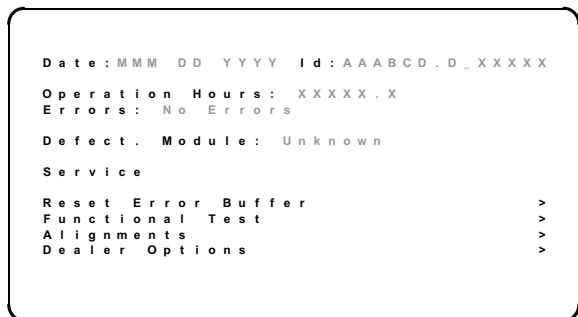 Date:MMM DD YYYY Id:AAABCD.D_XXXXX
Operation Hours: XXXXX.X
Errors: No Errors
Defect. Module: Unknown
Service
Reset Error Buffer >
Functional Test >
Alignments >
Dealer Options >